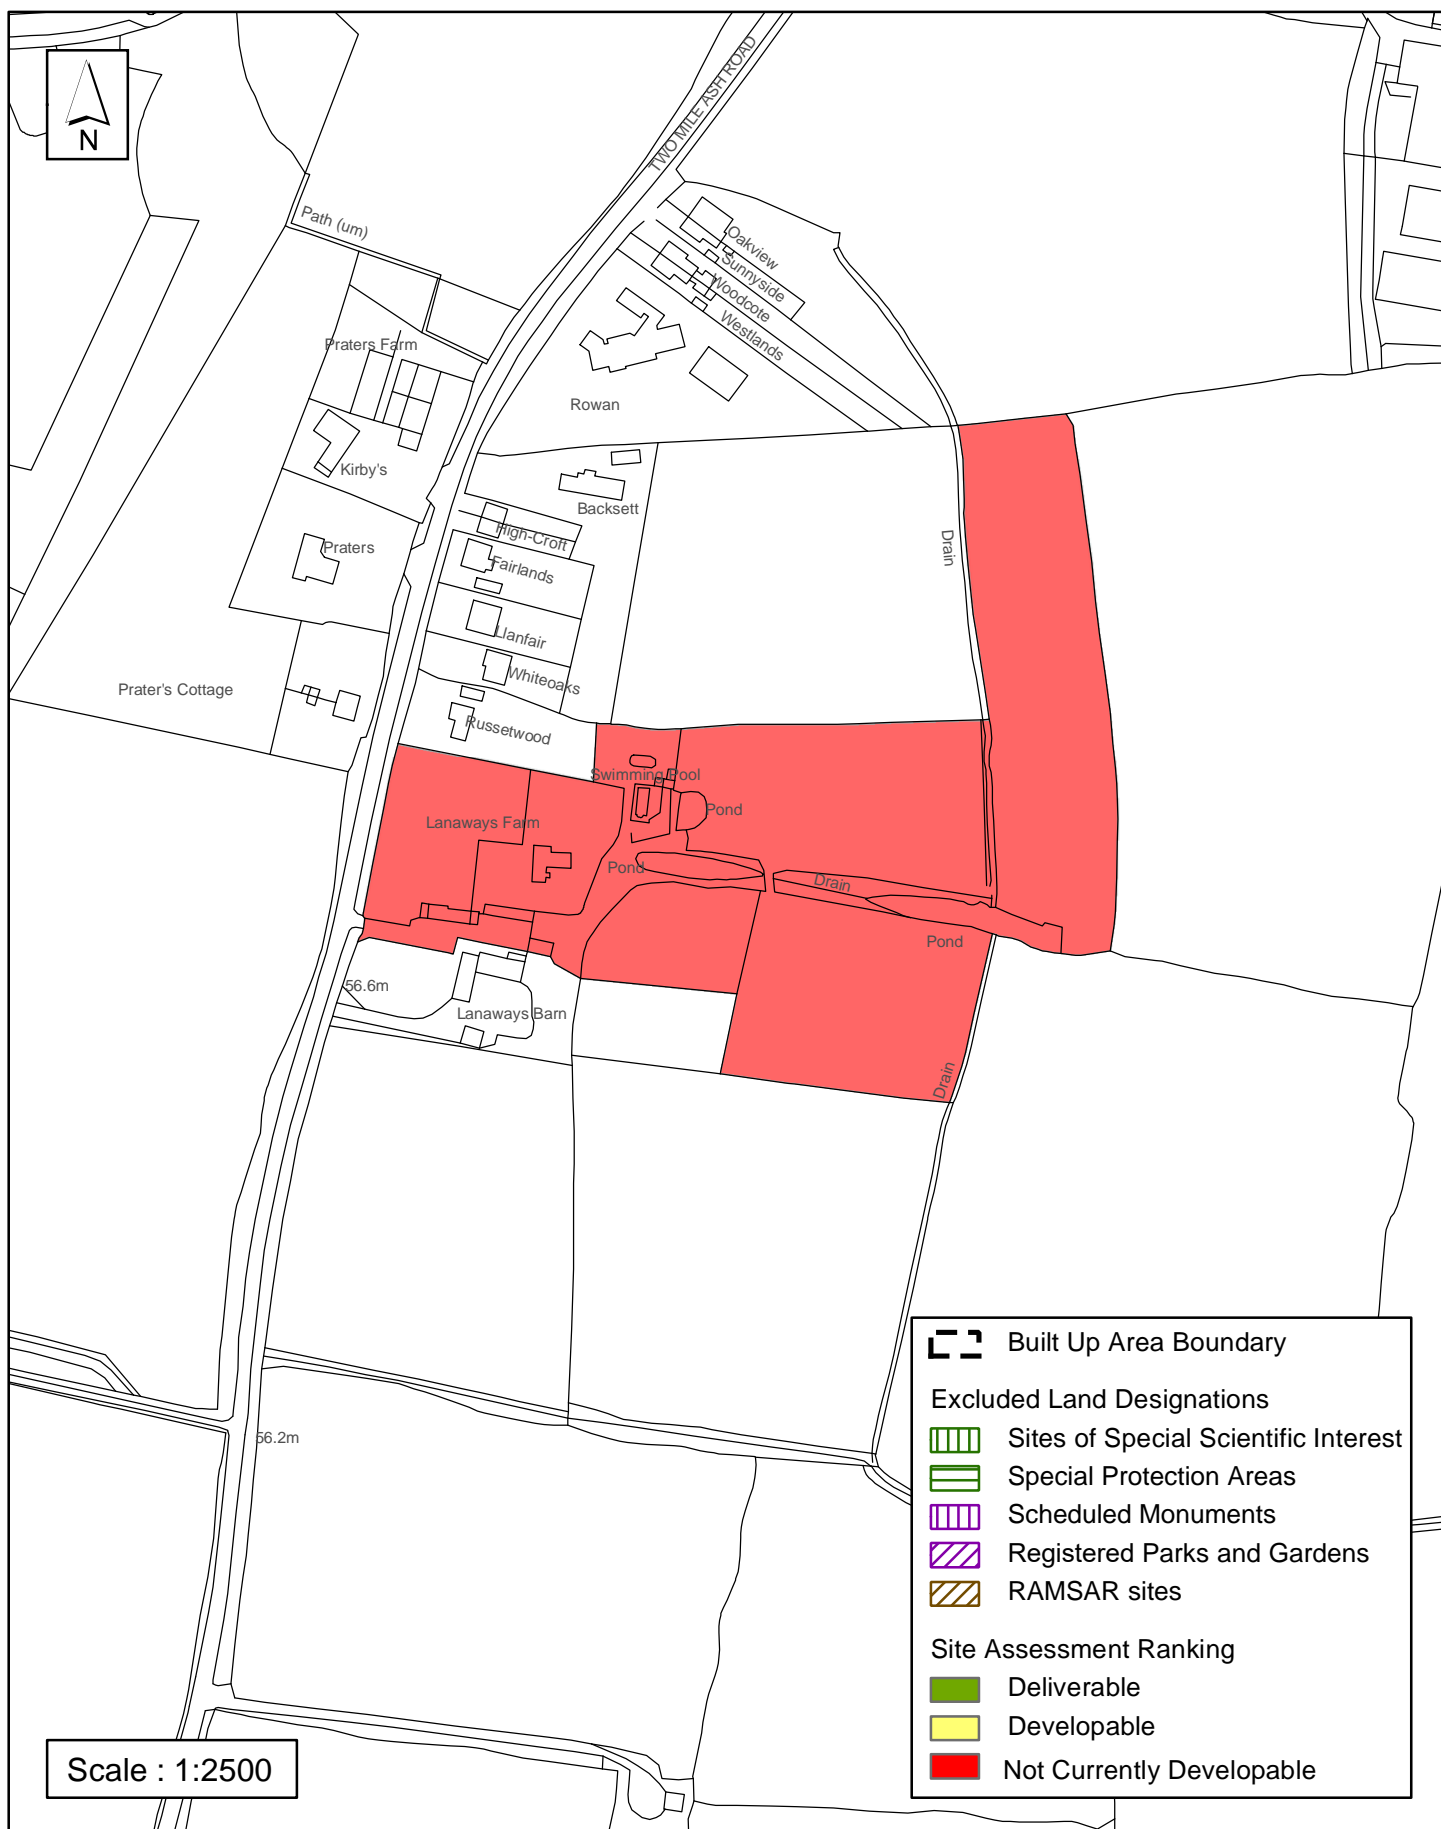 N
TWO MILE ASH ROAD
Path (um)
Oakview
Sunnyside
Woodcote
Westlands
Praters Farm
Rowan
Kirby's
Backsett
High-Croft
Praters
Drain
Fairlands
Llanfair
Whiteoaks
Prater's Cottage
Russetwood
Swimming Pool
Pond
Lanaways Farm
Pond
Drain
Pond
56.6m
Lanaways Barn
Drain
56.2m
Built Up Area Boundary
Excluded Land Designations
Sites of Special Scientific Interest
Special Protection Areas
Scheduled Monuments
Registered Parks and Gardens
RAMSAR sites
Site Assessment Ranking
Deliverable
Developable
Not Currently Developable
Scale : 1:2500